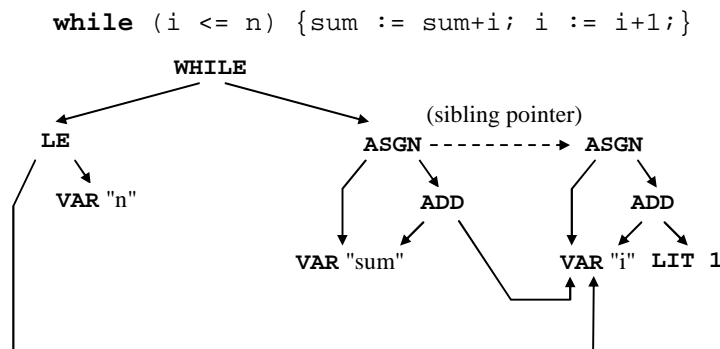 while (i <= n) {sum := sum+i; i := i+1;}
WHILE
(sibling pointer)
LE ASGN ASGN
VAR "n" ADD ADD
VAR "sum" VAR "i" LIT 1